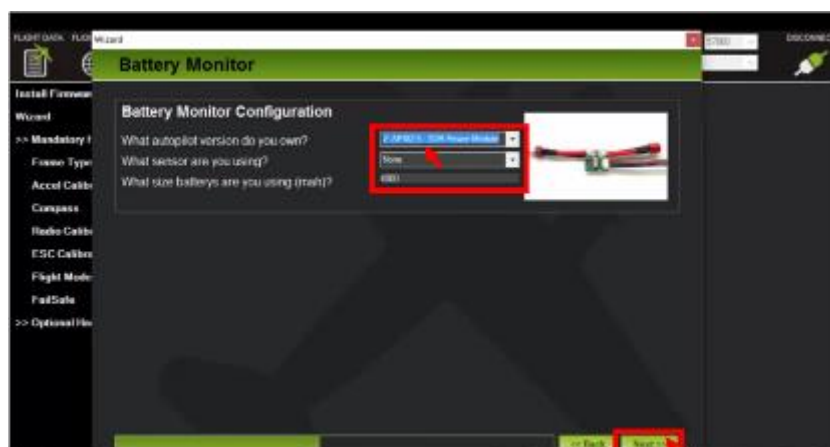 FLIGHT DATA
Wizard
Battery Monitor
DISCONNECT
Install Firmware
Wizard
>> Mandatory H
Frame Type
Accel Calib
Compass
Radio Calib
ESC Calibra
Flight Mode
FailSafe
>> Optional Ha
Battery Monitor Configuration
What autopilot version do you own?
What sensor are you using?
None
What size batterys are you using (mah)?
<< Back
Next >>